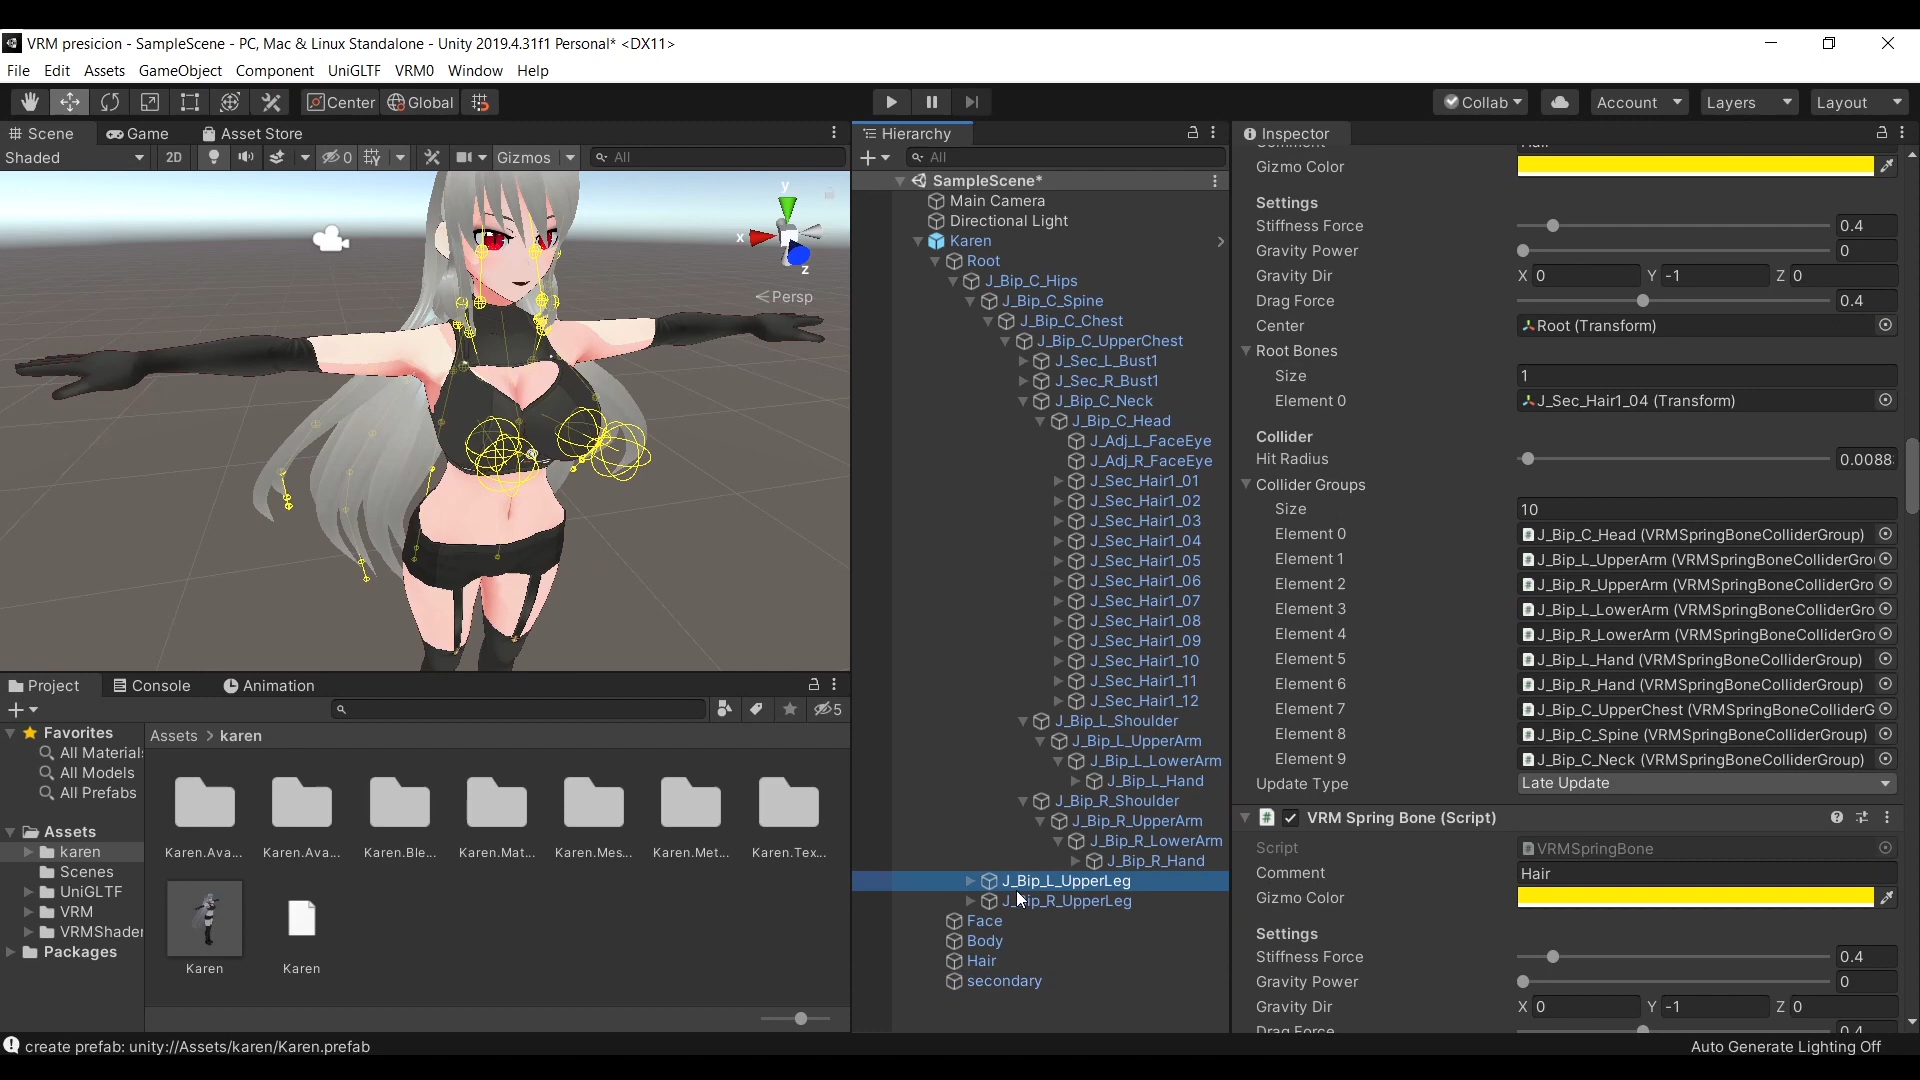 VRM presicion - SampleScene - PC, Mac & Linux Standalone - Unity 2019.4.31f1 Personal* <DX11>
File Edit Assets GameObject Component UniGLTF VRM0 Window Help
Center Global Collab Account Layers Layout
Scene Game Asset Store
Shaded 2D 0 Gizmos All
y
x
z
Persp
Hierarchy
All
SampleScene*
Main Camera
Directional Light
Karen
Root
J_Bip_C_Hips
J_Bip_C_Spine
J_Bip_C_Chest
J_Bip_C_UpperChest
J_Sec_L_Bust1
J_Sec_R_Bust1
J_Bip_C_Neck
J_Bip_C_Head
J_Adj_L_FaceEye
J_Adj_R_FaceEye
J_Sec_Hair1_01
J_Sec_Hair1_02
J_Sec_Hair1_03
J_Sec_Hair1_04
J_Sec_Hair1_05
J_Sec_Hair1_06
J_Sec_Hair1_07
J_Sec_Hair1_08
J_Sec_Hair1_09
J_Sec_Hair1_10
J_Sec_Hair1_11
J_Sec_Hair1_12
J_Bip_L_Shoulder
J_Bip_L_UpperArm
J_Bip_L_LowerArm
J_Bip_L_Hand
J_Bip_R_Shoulder
J_Bip_R_UpperArm
J_Bip_R_LowerArm
J_Bip_R_Hand
J_Bip_L_UpperLeg
J_Bip_R_UpperLeg
Face
Body
Hair
secondary
Inspector
Gizmo Color
Settings
Stiffness Force 0.4
Gravity Power 0
Gravity Dir X 0 Y -1 Z 0
Drag Force 0.4
Center Root (Transform)
Root Bones
Size 1
Element 0 J_Sec_Hair1_04 (Transform)
Collider
Hit Radius 0.0088
Collider Groups
Size 10
Element 0 J_Bip_C_Head (VRMSpringBoneColliderGroup)
Element 1 J_Bip_L_UpperArm (VRMSpringBoneColliderGro
Element 2 J_Bip_R_UpperArm (VRMSpringBoneColliderGro
Element 3 J_Bip_L_LowerArm (VRMSpringBoneColliderGro
Element 4 J_Bip_R_LowerArm (VRMSpringBoneColliderGro
Element 5 J_Bip_L_Hand (VRMSpringBoneColliderGroup)
Element 6 J_Bip_R_Hand (VRMSpringBoneColliderGroup)
Element 7 J_Bip_C_UpperChest (VRMSpringBoneColliderG
Element 8 J_Bip_C_Spine (VRMSpringBoneColliderGroup)
Element 9 J_Bip_C_Neck (VRMSpringBoneColliderGroup)
Update Type Late Update
VRM Spring Bone (Script)
Script VRMSpringBone
Comment Hair
Gizmo Color
Settings
Stiffness Force 0.4
Gravity Power 0
Gravity Dir X 0 Y -1 Z 0
Drag Force 0.4
Project Console Animation
5
Favorites
All Materials
All Models
All Prefabs
Assets
karen
Scenes
UniGLTF
VRM
VRMShader
Packages
Assets > karen
Karen.Ava... Karen.Ava... Karen.Ble... Karen.Mat... Karen.Mes... Karen.Met... Karen.Tex...
Karen Karen
create prefab: unity://Assets/karen/Karen.prefab
Auto Generate Lighting Off